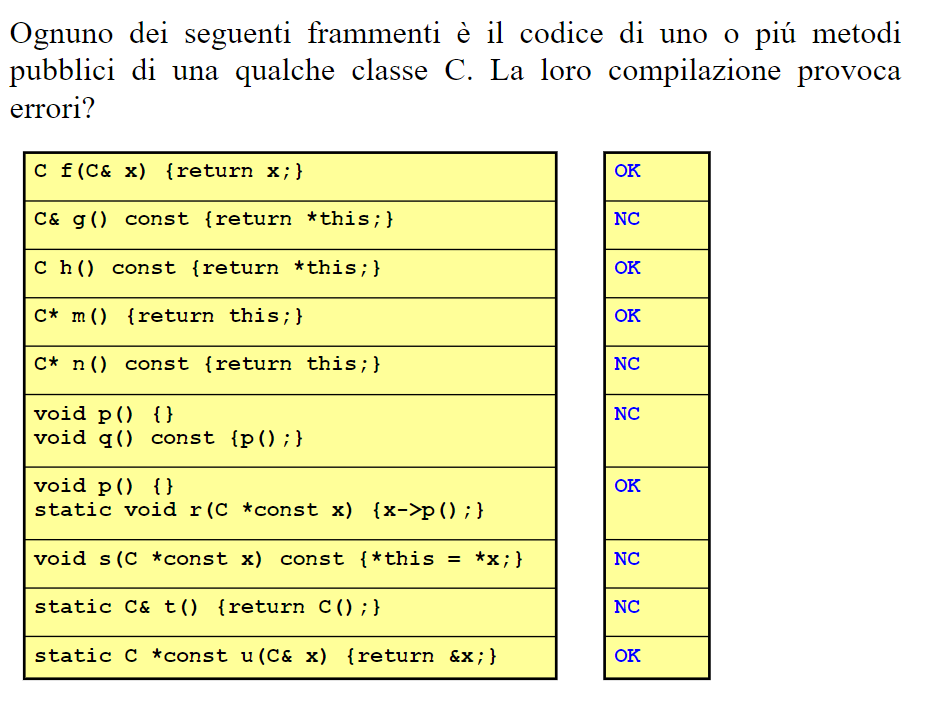 Ognuno dei seguenti frammenti è il codice di uno o piú metodi
pubblici di una qualche classe C. La loro compilazione provoca
errori?
C f(C& x) {return x;} OK
C& g() const {return *this;} NC
C h() const {return *this;} OK
C* m() {return this;} OK
C* n() const {return this;} NC
void p() {} NC
void q() const {p();}
void p() {} OK
static void r(C *const x) {x->p();}
void s(C *const x) const {*this = *x;} NC
static C& t() {return C();} NC
static C *const u(C& x) {return &x;} OK